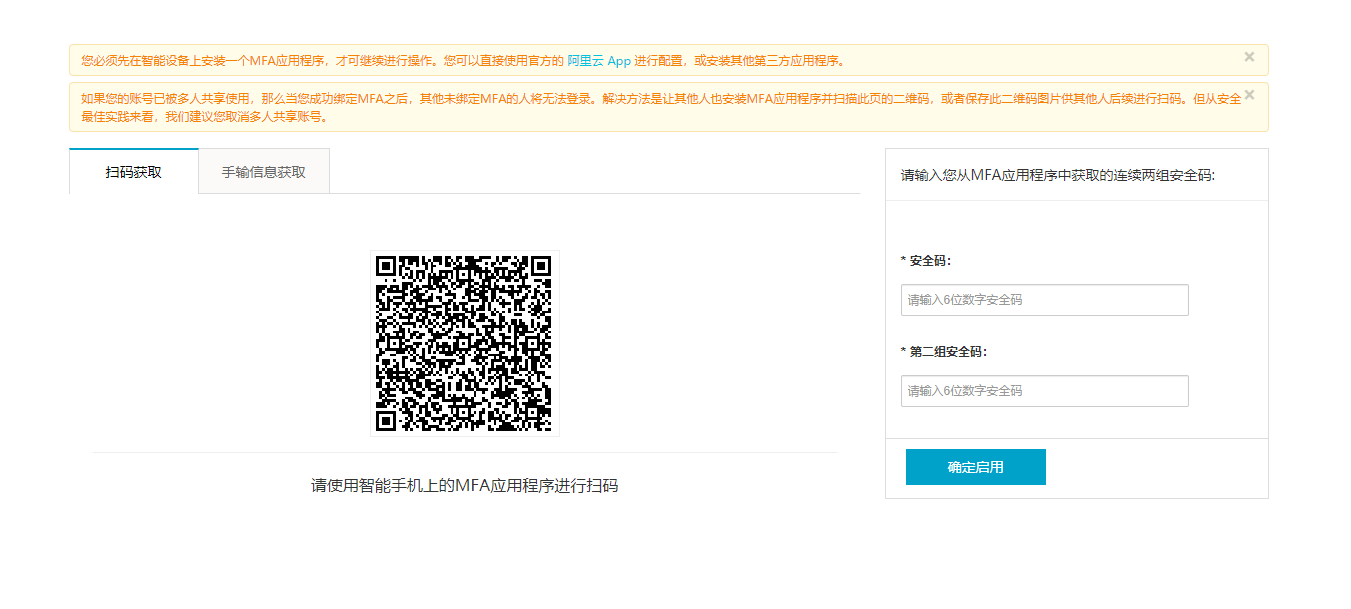 您必须先在智能设备上安装一个MFA应用程序，才可继续进行操作。您可以直接使用官方的 阿里云 App 进行配置，或安装其他第三方应用程序。
如果您的账号已被多人共享使用，那么当您成功绑定MFA之后，其他未绑定MFA的人将无法登录。解决方法是让其他人也安装MFA应用程序并扫描此页的二维码，或者保存此二维码图片供其他人后续进行扫码。但从安全
最佳实践来看，我们建议您取消多人共享账号。
扫码获取
手输信息获取
请使用智能手机上的MFA应用程序进行扫码
请输入您从MFA应用程序中获取的连续两组安全码:
* 安全码：
请输入6位数字安全码
* 第二组安全码：
请输入6位数字安全码
确定启用